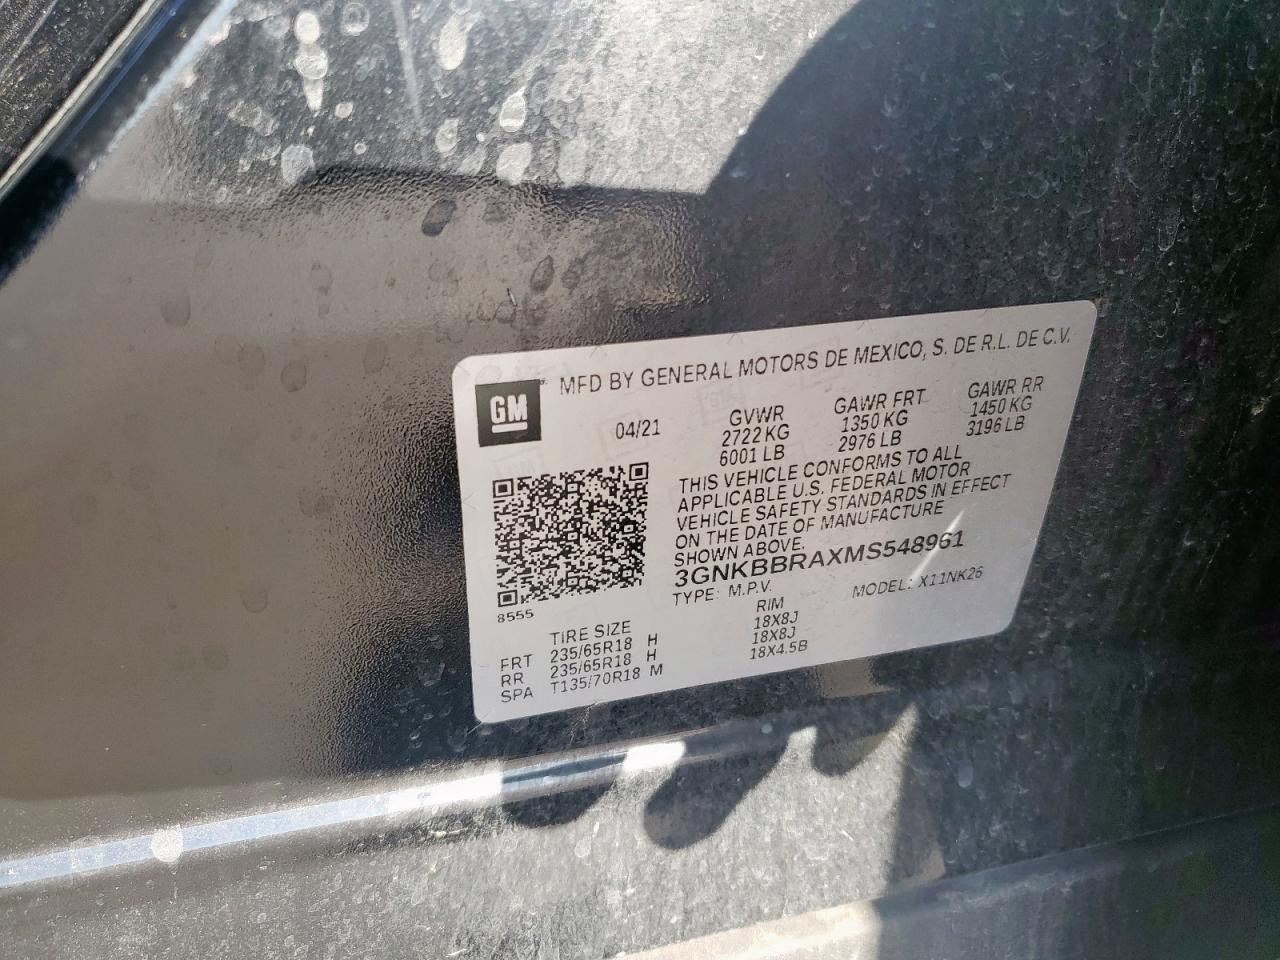 GM
MFD BY GENERAL MOTORS DE MEXICO, S. DE R.L. DE C.V.
04/21
GVWR GAWR FRT GAWR RR
2722 KG 1350 KG 1450 KG
6001 LB 2976 LB 3196 LB
THIS VEHICLE CONFORMS TO ALL
APPLICABLE U.S. FEDERAL MOTOR
VEHICLE SAFETY STANDARDS IN EFFECT
ON THE DATE OF MANUFACTURE
SHOWN ABOVE.
3GNKBBRAXMS548961
TYPE: M.P.V. MODEL: X11NK26
8555
TIRE SIZE RIM
FRT 235/65R18 H 18X8J
RR 235/65R18 H 18X8J
SPA T135/70R18 M 18X4.5B